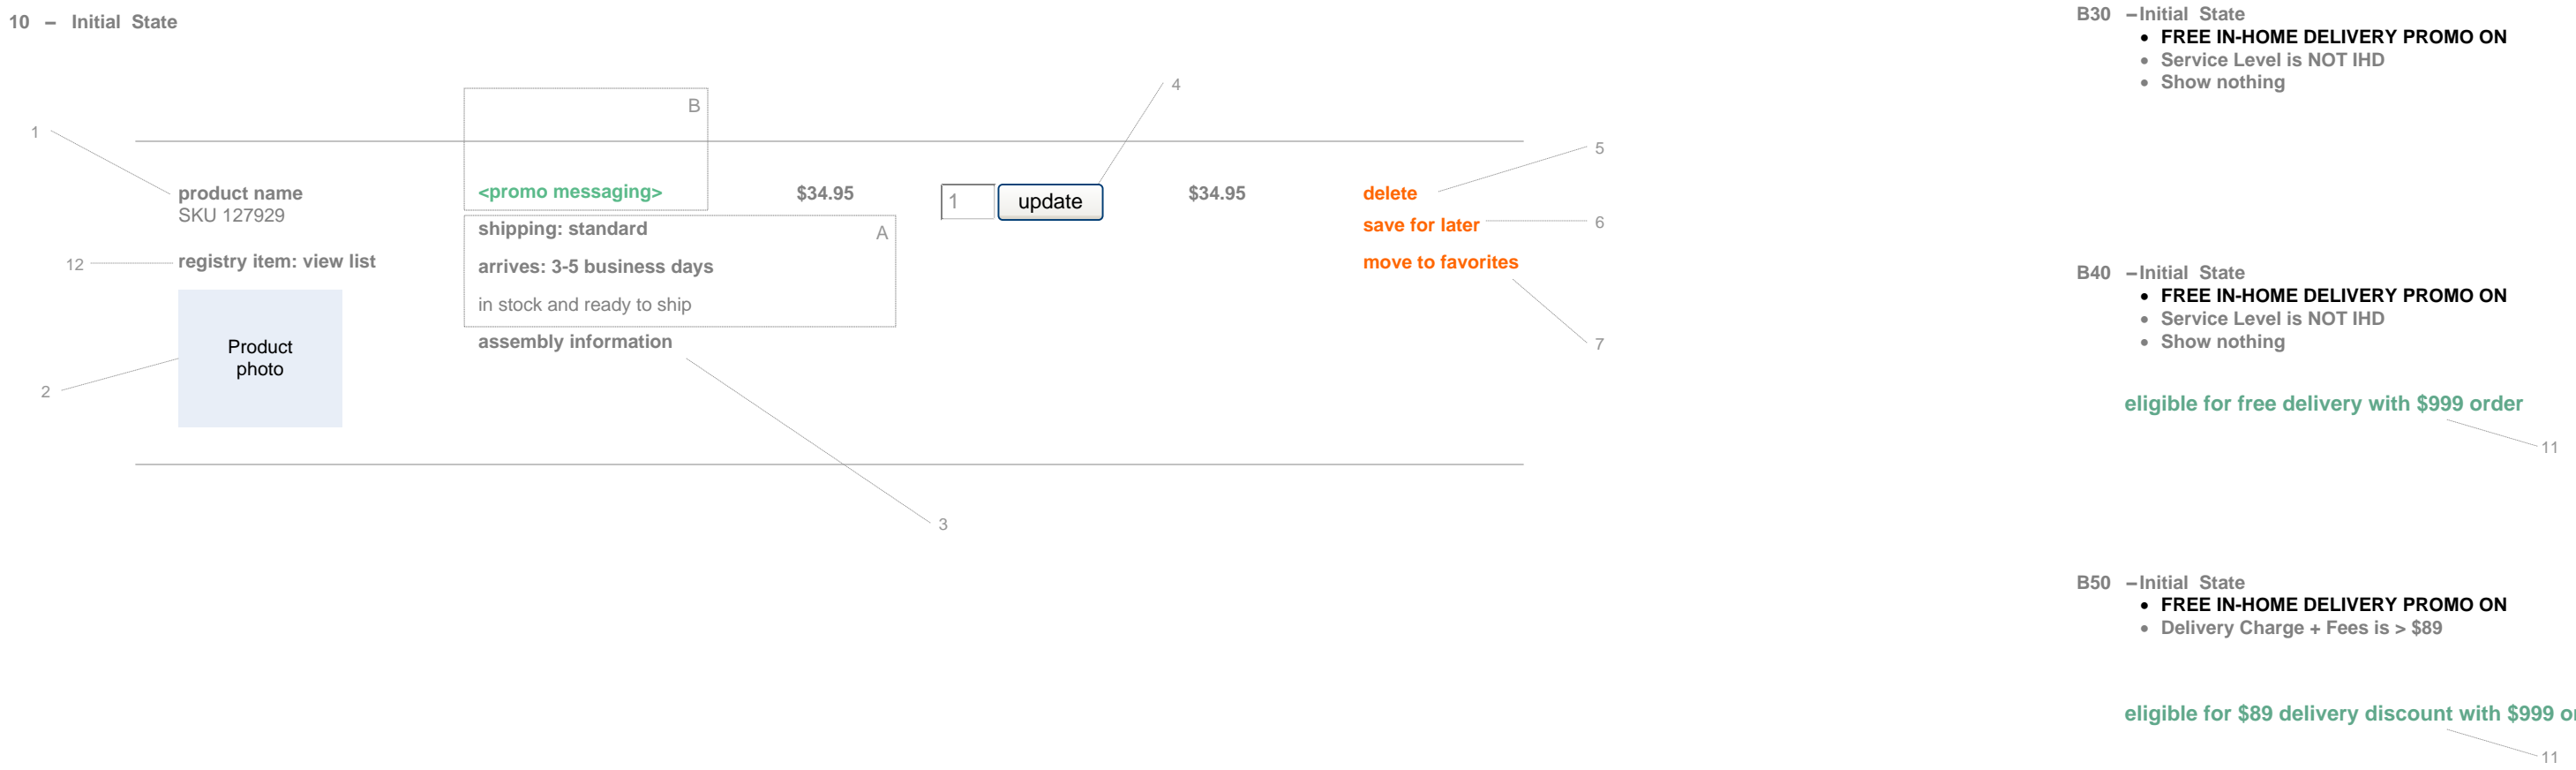 10 – Initial State
B
4
1
5
product name
SKU 127929
<promo messaging>
$34.95
1
update
$34.95
delete
shipping: standard
A
save for later
6
12
registry item: view list
arrives: 3-5 business days
move to favorites
in stock and ready to ship
Product
photo
assembly information
7
2
3
B30 –Initial State
• FREE IN-HOME DELIVERY PROMO ON
• Service Level is NOT IHD
• Show nothing
B40 –Initial State
• FREE IN-HOME DELIVERY PROMO ON
• Service Level is NOT IHD
• Show nothing
eligible for free delivery with $999 order
11
B50 –Initial State
• FREE IN-HOME DELIVERY PROMO ON
• Delivery Charge + Fees is > $89
eligible for $89 delivery discount with $999
11